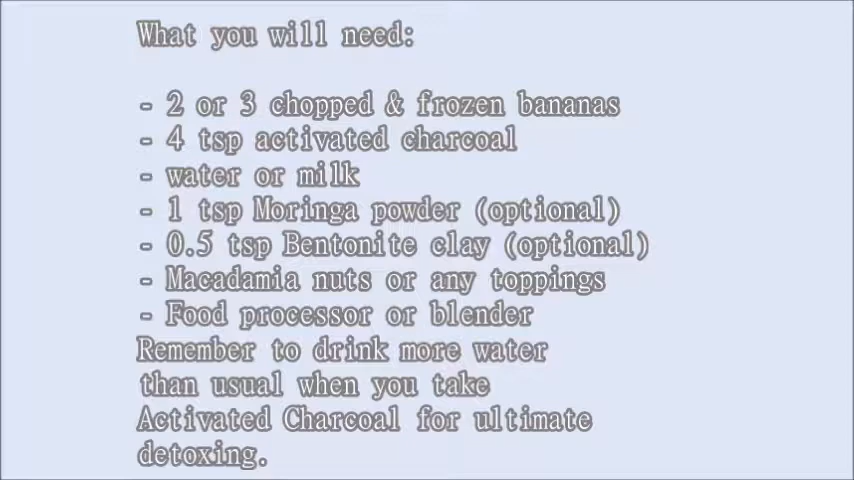 What you will need:
- 2 or 3 chopped & frozen bananas
- 4 tsp activated charcoal
- water or milk
- 1 tsp Moringa powder (optional)
- 0.5 tsp Bentonite clay (optional)
- Macadamia nuts or any toppings
- Food processor or blender
Remember to drink more water
than usual when you take
Activated Charcoal for ultimate
detoxing.